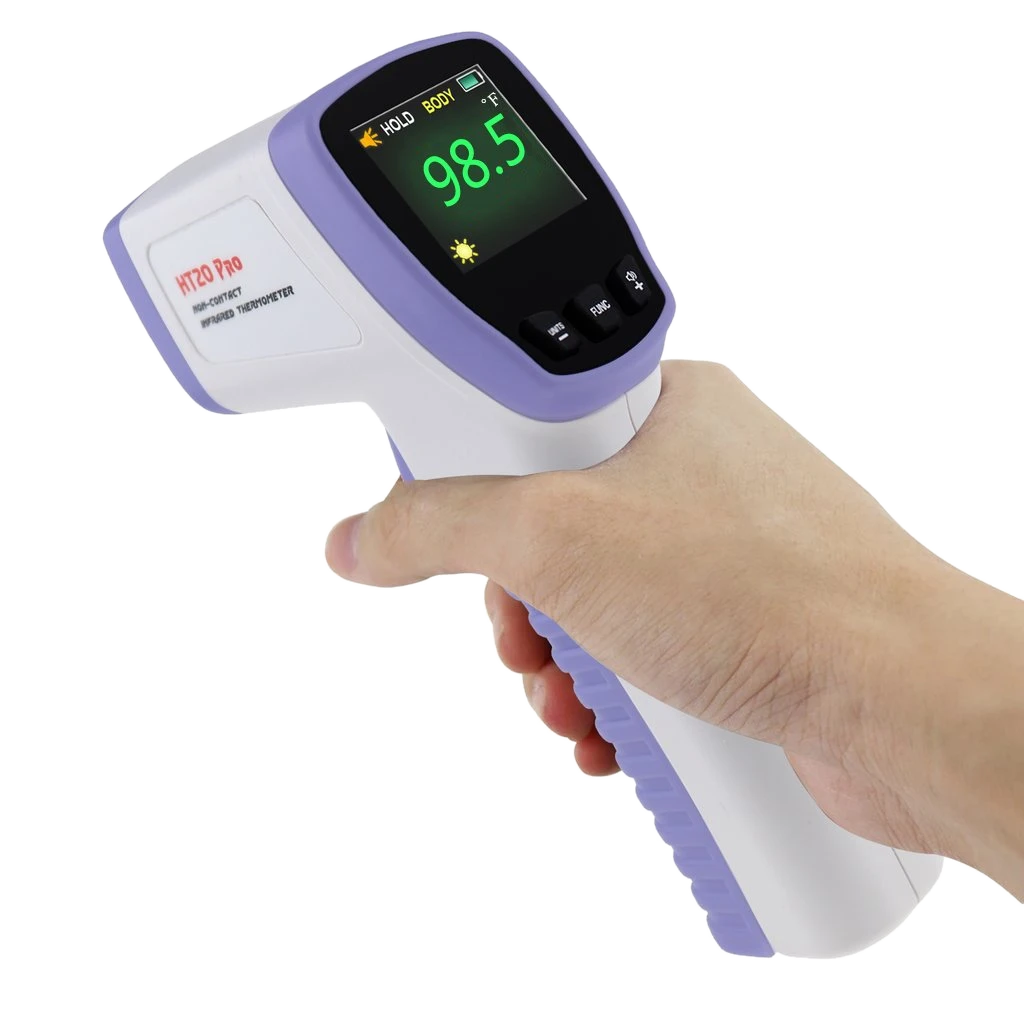 HOLD BODY
°F
98.5
UNITS
−
FUNC
+
HT20 Pro
NON-CONTACT
INFRARED THERMOMETER